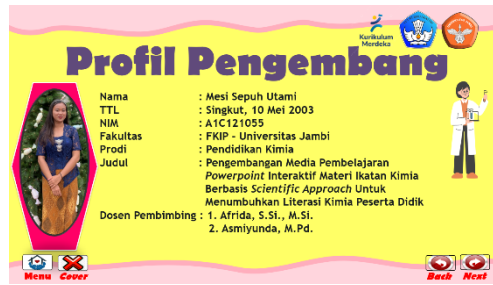 Kurikulum
Merdeka
Profil Pengembang
Nama : Mesi Sepuh Utami
TTL : Singkut, 10 Mei 2003
NIM : A1C121055
Fakultas : FKIP - Universitas Jambi
Prodi : Pendidikan Kimia
Judul : Pengembangan Media Pembelajaran
Powerpoint Interaktif Materi Ikatan Kimia
Berbasis Scientific Approach Untuk
Menumbuhkan Literasi Kimia Peserta Didik
Dosen Pembimbing : 1. Afrida, S.Si., M.Si.
2. Asmiyunda, M.Pd.
Menu Cover Back Next